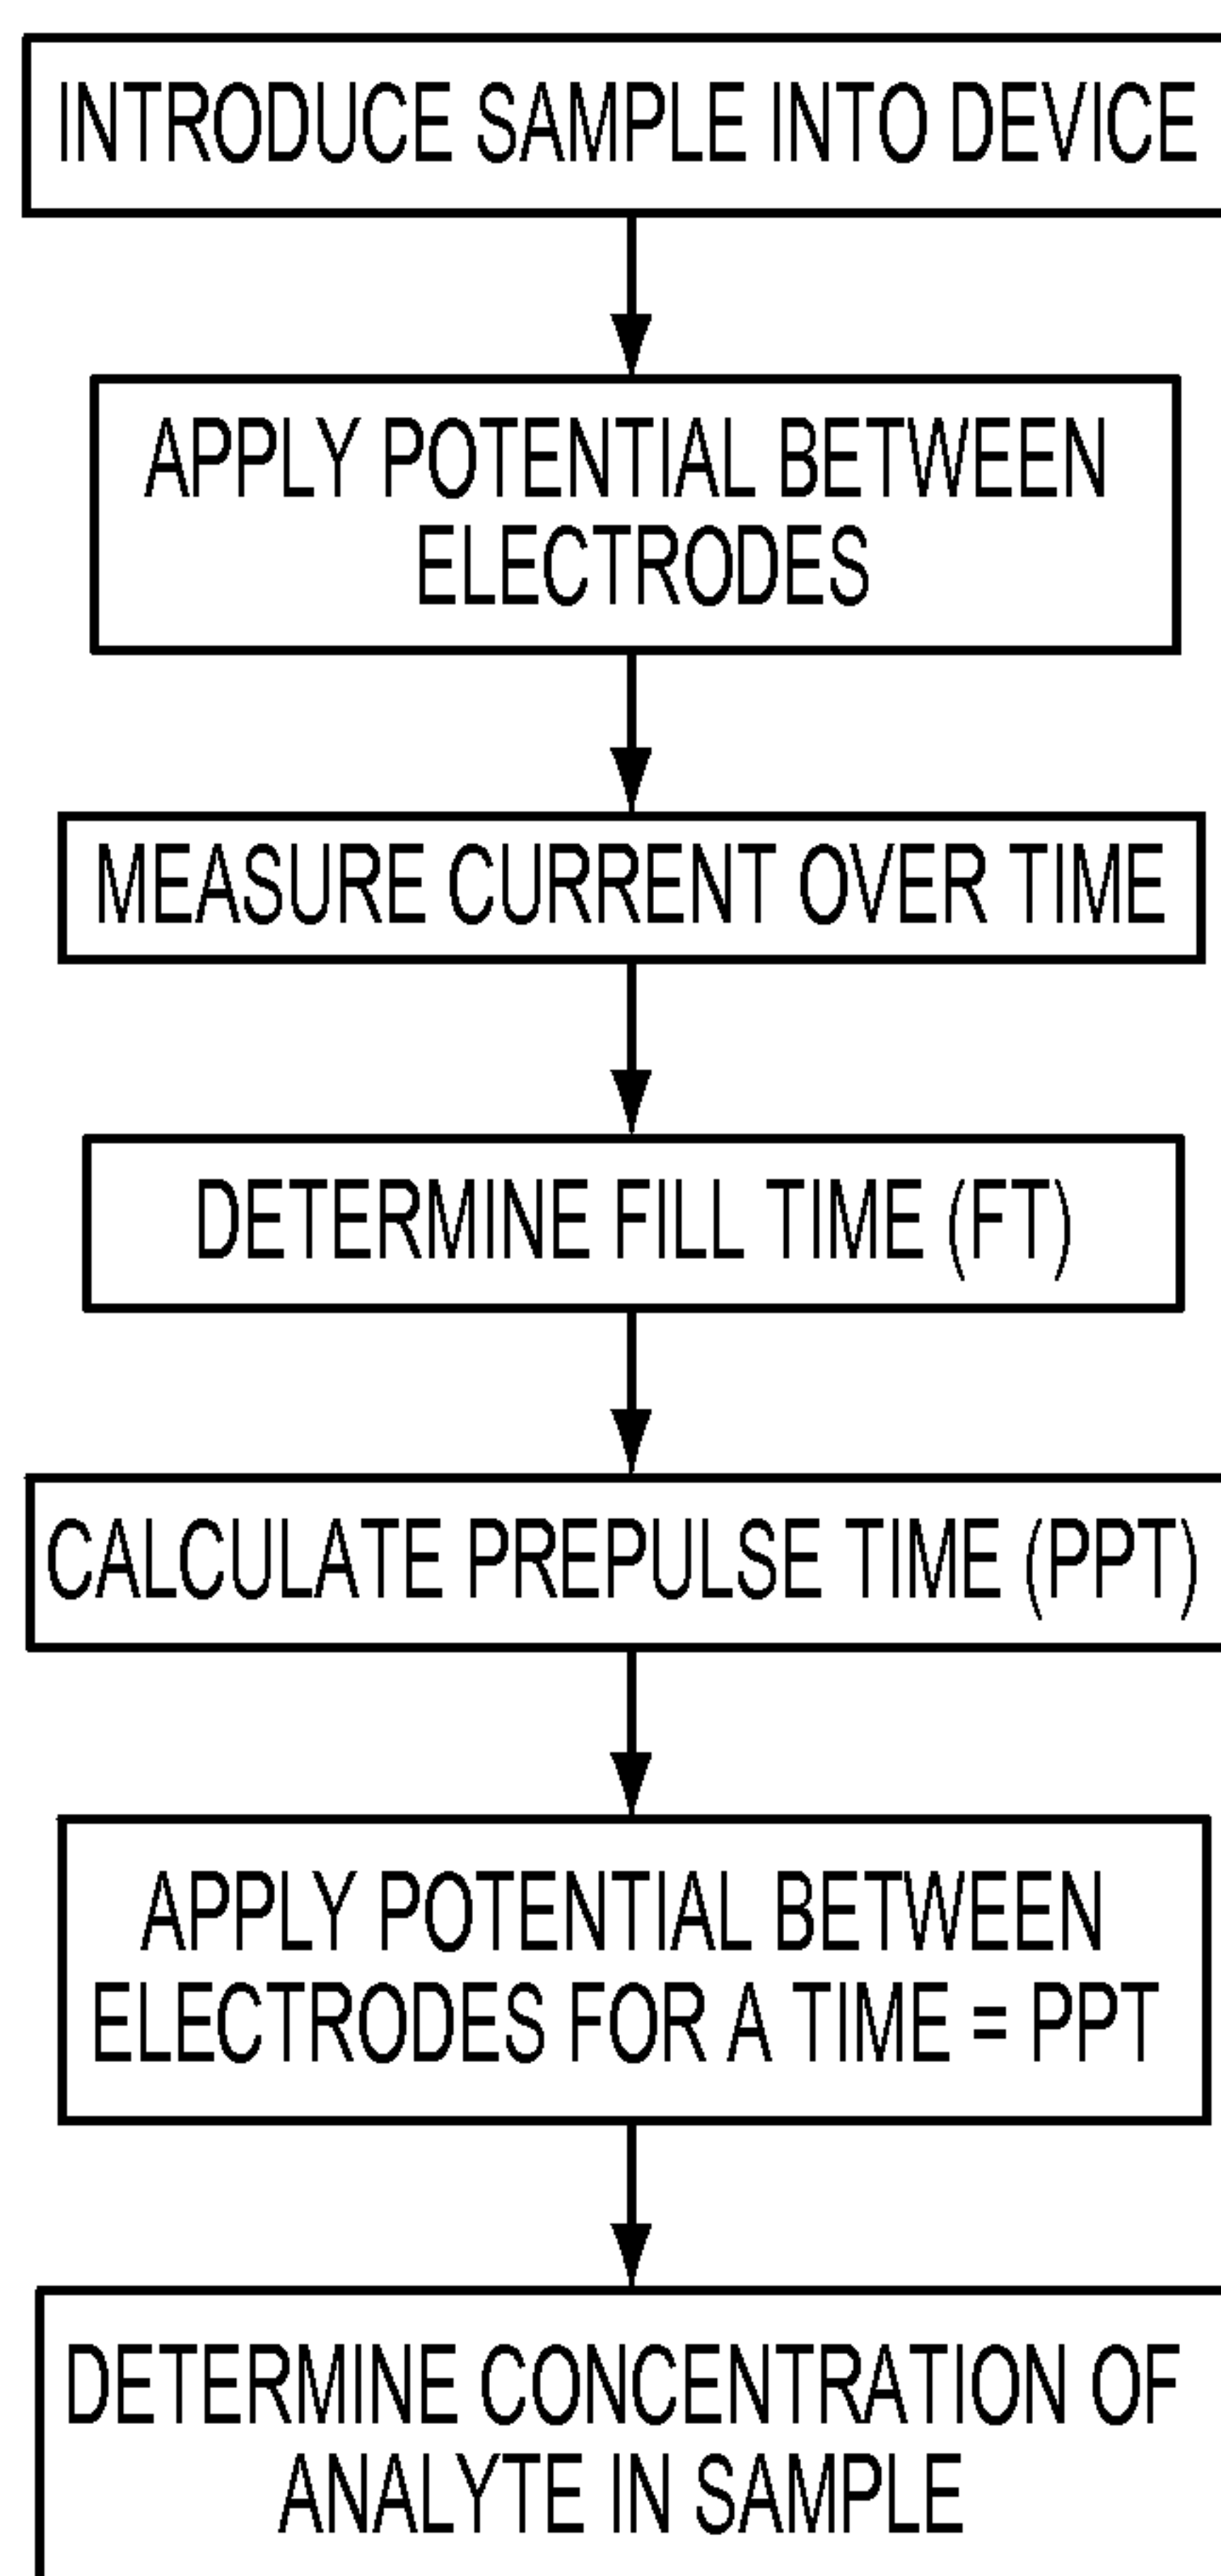 INTRODUCE SAMPLE INTO DEVICE
APPLY POTENTIAL BETWEEN
ELECTRODES
MEASURE CURRENT OVER TIME
DETERMINE FILL TIME (FT)
CALCULATE PREPULSE TIME (PPT)
APPLY POTENTIAL BETWEEN
ELECTRODES FOR A TIME = PPT
DETERMINE CONCENTRATION OF
ANALYTE IN SAMPLE